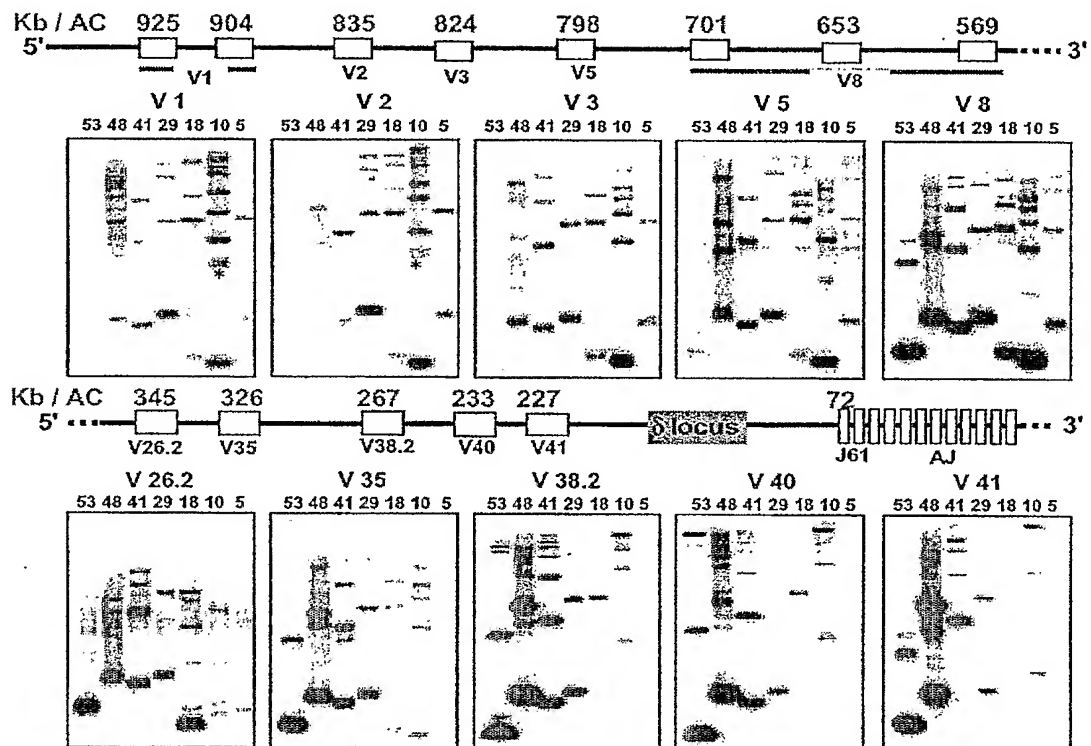 Kb / AC 925 904 835 824 798 701 653 569
5' 3'
V1 V2 V3 V5 V8
V 1 V 2 V 3 V 5 V 8
53 48 41 29 18 10 5 53 48 41 29 18 10 5 53 48 41 29 18 10 5 53 48 41 29 18 10 5 53 48 41 29 18 10 5
* *
Kb / AC 345 326 267 233 227 72
5' δ locus 3'
V26.2 V35 V38.2 V40 V41 J61 AJ
V 26.2 V 35 V 38.2 V 40 V 41
53 48 41 29 18 10 5 53 48 41 29 18 10 5 53 48 41 29 18 10 5 53 48 41 29 18 10 5 53 48 41 29 18 10 5